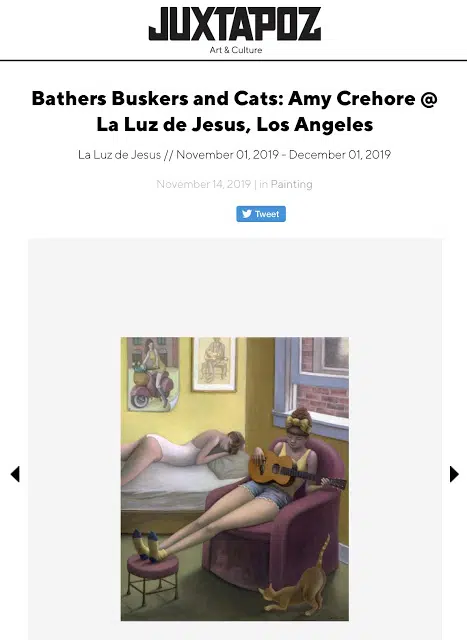 JUXTAPOZ
Art & Culture
Bathers Buskers and Cats: Amy Crehore @
La Luz de Jesus, Los Angeles
La Luz de Jesus // November 01, 2019 - December 01, 2019
November 14, 2019 | in Painting
Tweet